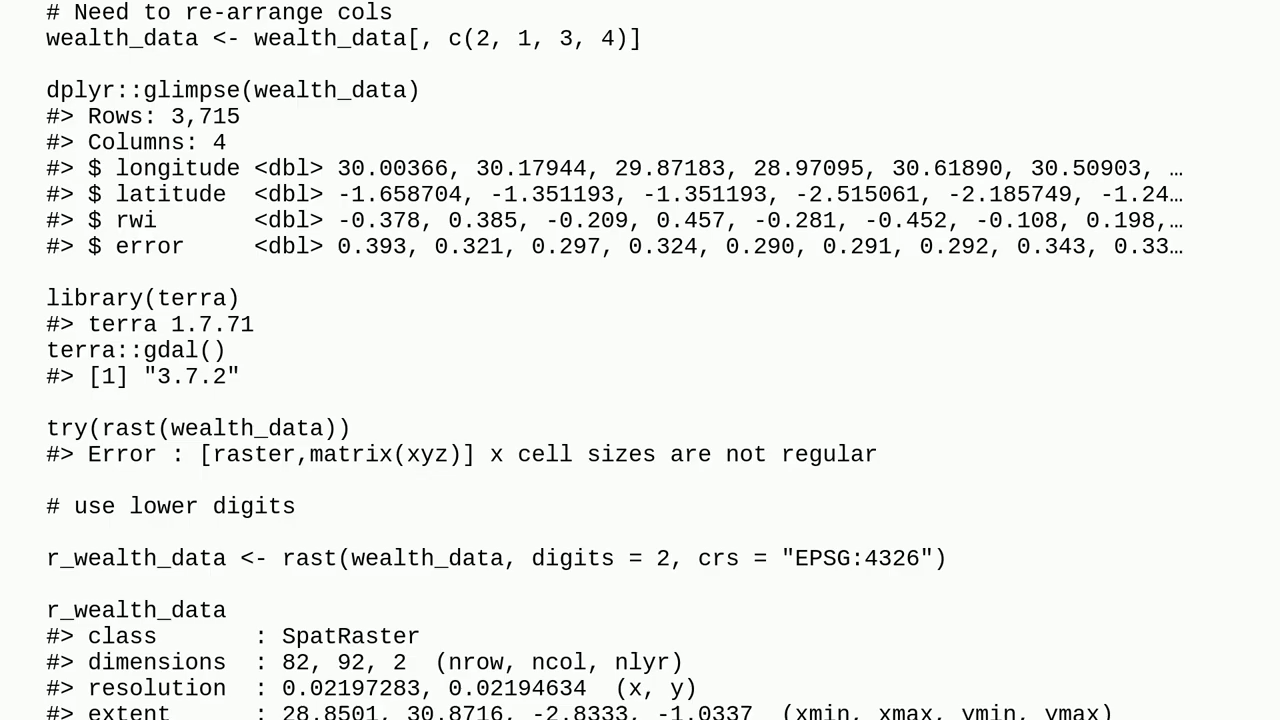 # Need to re-arrange cols
wealth_data <- wealth_data[, c(2, 1, 3, 4)]
dplyr::glimpse(wealth_data)
#> Rows: 3,715
#> Columns: 4
#> $ longitude <dbl> 30.00366, 30.17944, 29.87183, 28.97095, 30.61890, 30.50903, …
#> $ latitude  <dbl> -1.658704, -1.351193, -1.351193, -2.515061, -2.185749, -1.24…
#> $ rwi       <dbl> -0.378, 0.385, -0.209, 0.457, -0.281, -0.452, -0.108, 0.198,…
#> $ error     <dbl> 0.393, 0.321, 0.297, 0.324, 0.290, 0.291, 0.292, 0.343, 0.33…
library(terra)
#> terra 1.7.71
terra::gdal()
#> [1] "3.7.2"
try(rast(wealth_data))
#> Error : [raster,matrix(xyz)] x cell sizes are not regular
# use lower digits
r_wealth_data <- rast(wealth_data, digits = 2, crs = "EPSG:4326")
r_wealth_data
#> class       : SpatRaster
#> dimensions  : 82, 92, 2  (nrow, ncol, nlyr)
#> resolution  : 0.02197283, 0.02194634  (x, y)
#> extent      : 28.8501, 30.8716, -2.8333, -1.0337  (xmin, xmax, ymin, ymax)